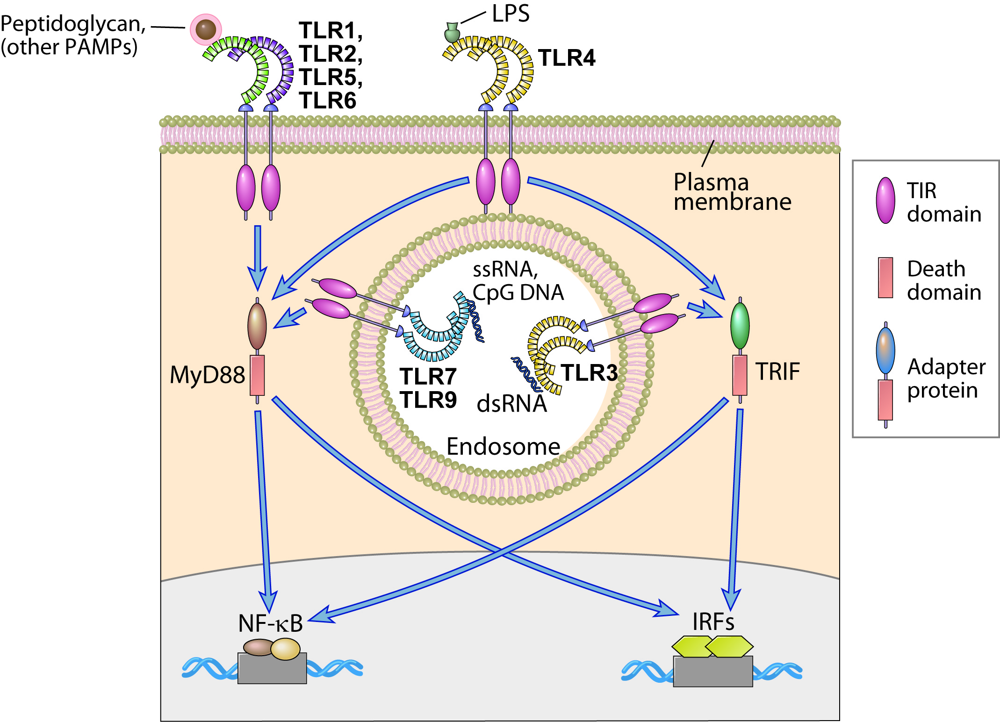 Peptidoglycan,
(other PAMPs)
TLR1,
TLR2,
TLR5,
TLR6
LPS
TLR4
Plasma
membrane
TIR
domain
Death
domain
Adapter
protein
ssRNA,
CpG DNA
TLR7
TLR9
TLR3
dsRNA
Endosome
MyD88
TRIF
NF-κB
IRFs